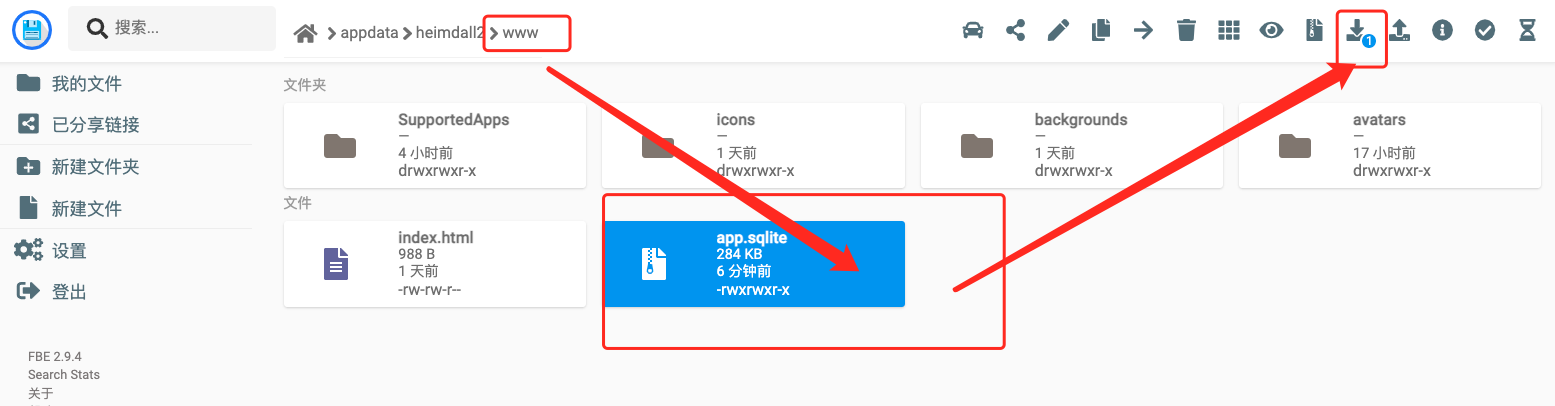 搜索...
appdata
heimdall2
www
1
我的文件
已分享链接
新建文件夹
新建文件
设置
登出
FBE 2.9.4
Search Stats
关于
文件夹
SupportedApps
—
4 小时前
drwxrwxr-x
icons
—
1 天前
drwxrwxr-x
backgrounds
—
1 天前
drwxrwxr-x
avatars
—
17 小时前
drwxrwxr-x
文件
index.html
988 B
1 天前
-rw-rw-r--
app.sqlite
284 KB
6 分钟前
-rwxrwxr-x